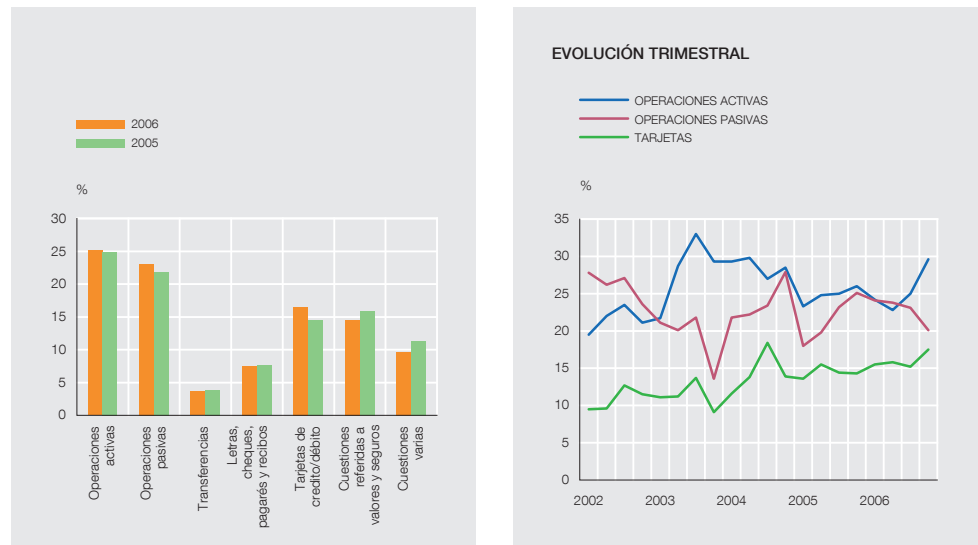 2006
2005
%
30
25
20
15
10
5
0
Operaciones
activas
Operaciones
pasivas
Transferencias
Letras,
cheques,
pagarés y recibos
Tarjetas de
credito/débito
Cuestiones
referidas a
valores y seguros
Cuestiones
varias
EVOLUCIÓN TRIMESTRAL
OPERACIONES ACTIVAS
OPERACIONES PASIVAS
TARJETAS
%
35
30
25
20
15
10
5
0
2002 2003 2004 2005 2006